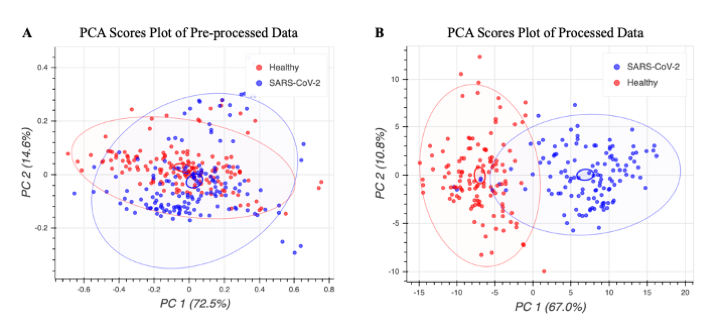 A PCA Scores Plot of Pre-processed Data
Healthy
SARS-CoV-2
0.4
0.2
0
-0.2
PC 2 (14.6%)
-0.6 -0.4 -0.2 0 0.2 0.4 0.6 0.8
PC 1 (72.5%)
B PCA Scores Plot of Processed Data
SARS-CoV-2
Healthy
10
5
0
-5
-10
PC 2 (10.8%)
-15 -10 -5 0 5 10 15 20
PC 1 (67.0%)